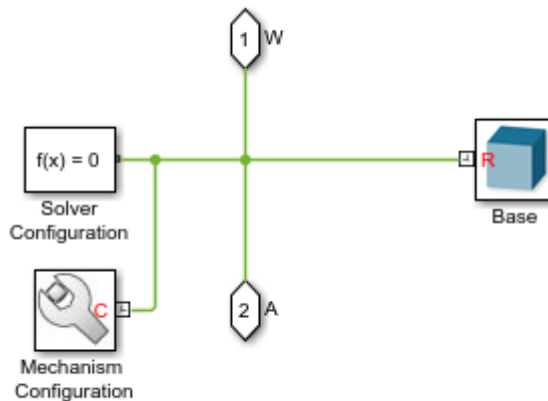 1 W
f(x) = 0
R
Solver
Configuration
Base
C
2 A
Mechanism
Configuration